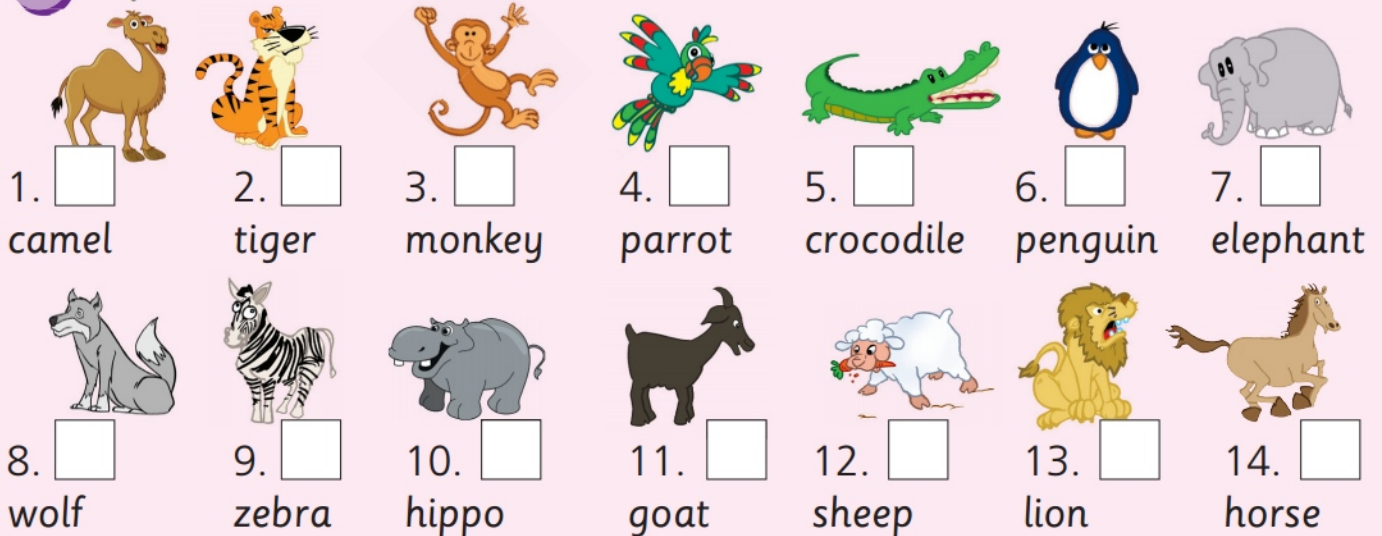 1. 2. 3. 4. 5. 6. 7.
camel tiger monkey parrot crocodile penguin elephant
8. 9. 10. 11. 12. 13. 14.
wolf zebra hippo goat sheep lion horse